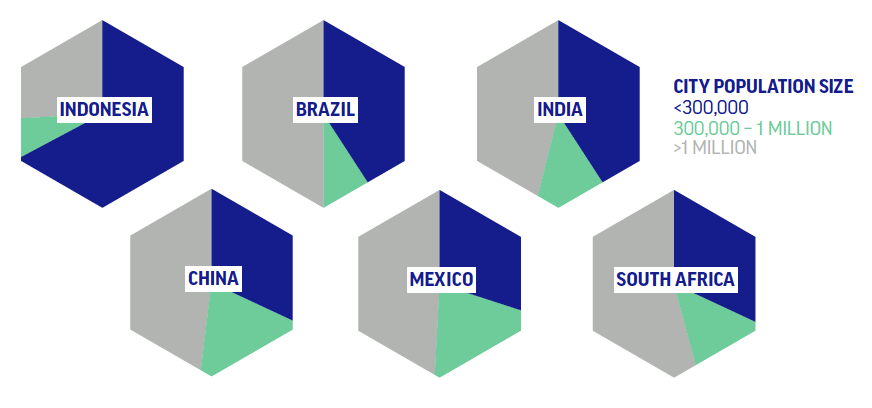 INDONESIA
BRAZIL
INDIA
CITY POPULATION SIZE
<300,000
300,000 – 1 MILLION
>1 MILLION
CHINA
MEXICO
SOUTH AFRICA